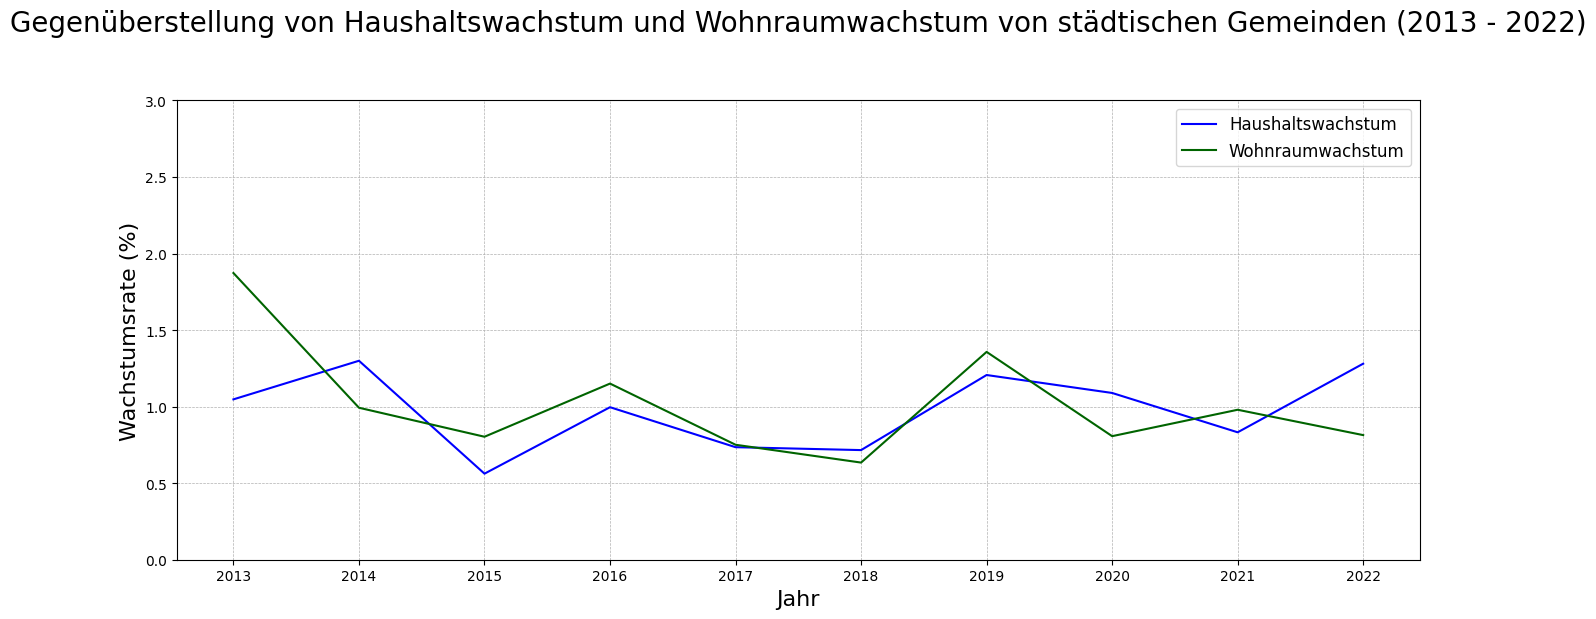 Gegenüberstellung von Haushaltswachstum und Wohnraumwachstum von städtischen Gemeinden (2013 - 2022)
Haushaltswachstum
Wohnraumwachstum
Wachstumsrate (%)
3.0
2.5
2.0
1.5
1.0
0.5
0.0
2013 2014 2015 2016 2017 2018 2019 2020 2021 2022
Jahr